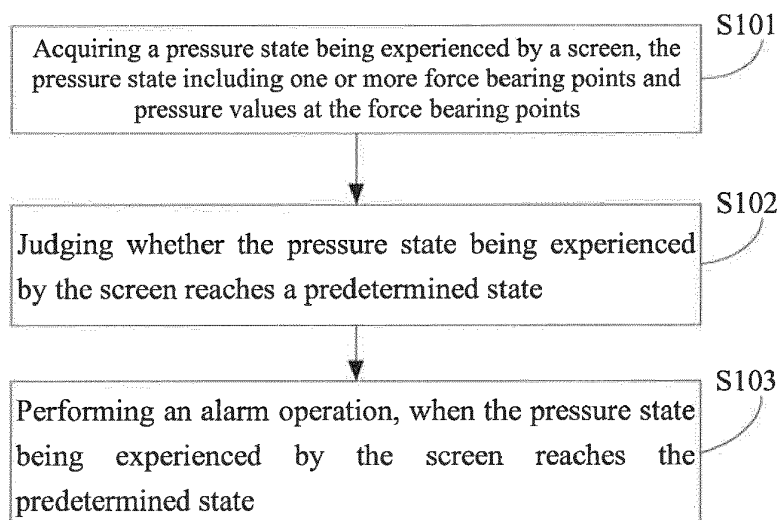 S101
Acquiring a pressure state being experienced by a screen, the
pressure state including one or more force bearing points and
pressure values at the force bearing points
S102
Judging whether the pressure state being experienced
by the screen reaches a predetermined state
S103
Performing an alarm operation, when the pressure state
being experienced by the screen reaches the
predetermined state